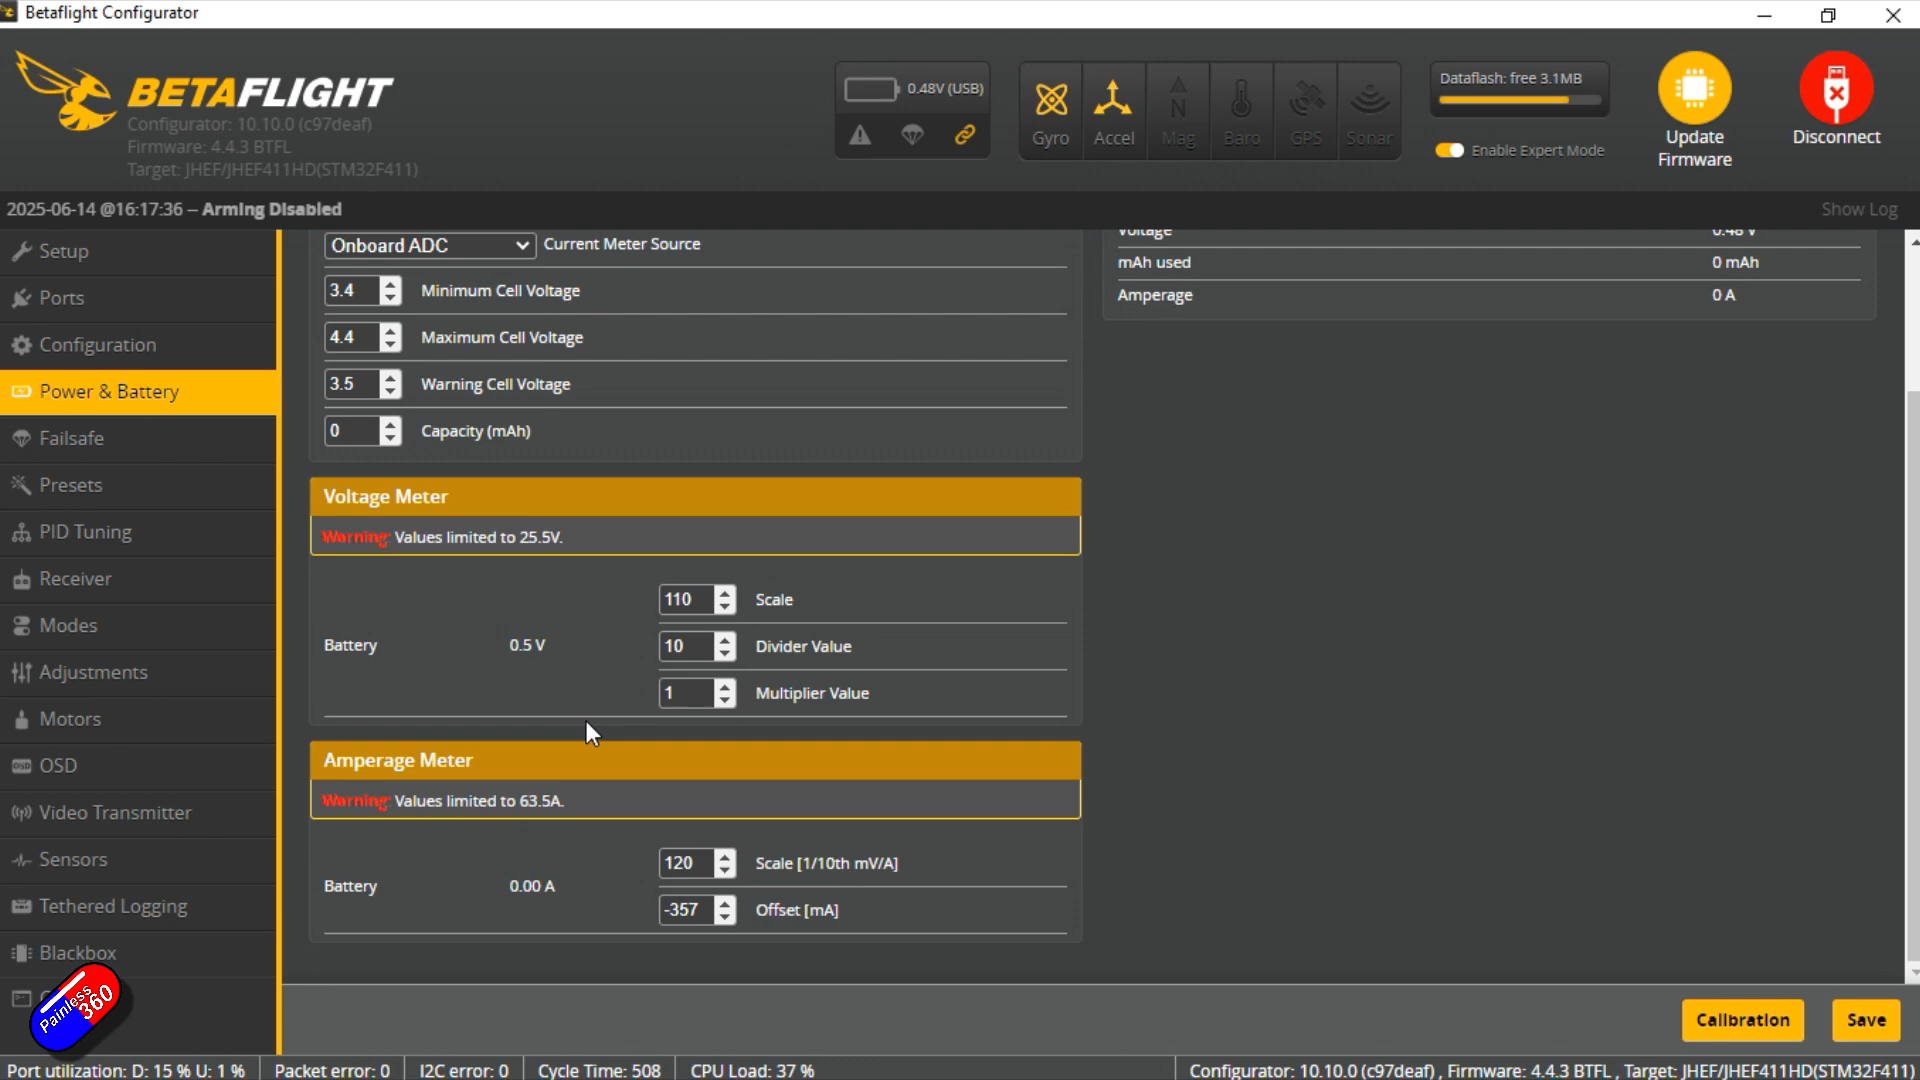 Betaflight Configurator
BETAFLIGHT
Configurator: 10.10.0 (c97deaf)
Firmware: 4.4.3 BTFL
Target: JHEF/JHEF411HD(STM32F411)
0.48V (USB)
Gyro
Accel
Mag
Baro
GPS
Sonar
Dataflash: free 3.1MB
Enable Expert Mode
Update
Firmware
Disconnect
2025-06-14 @16:17:36 – Arming Disabled
Show Log
Setup
Ports
Configuration
Power & Battery
Failsafe
Presets
PID Tuning
Receiver
Modes
Adjustments
Motors
OSD
OSD
Video Transmitter
Sensors
Tethered Logging
Blackbox
Painless
360
Onboard ADC Current Meter Source
3.4 Minimum Cell Voltage
4.4 Maximum Cell Voltage
3.5 Warning Cell Voltage
0 Capacity (mAh)
Voltage 0.48 V
mAh used 0 mAh
Amperage 0 A
Voltage Meter
Warning: Values limited to 25.5V.
Battery 0.5 V
110 Scale
10 Divider Value
1 Multiplier Value
Amperage Meter
Warning: Values limited to 63.5A.
Battery 0.00 A
120 Scale [1/10th mV/A]
-357 Offset [mA]
Calibration
Save
Port utilization: D: 15 % U: 1 %
Packet error: 0
I2C error: 0
Cycle Time: 508
CPU Load: 37 %
Configurator: 10.10.0 (c97deaf) , Firmware: 4.4.3 BTFL , Target: JHEF/JHEF411HD(STM32F411)